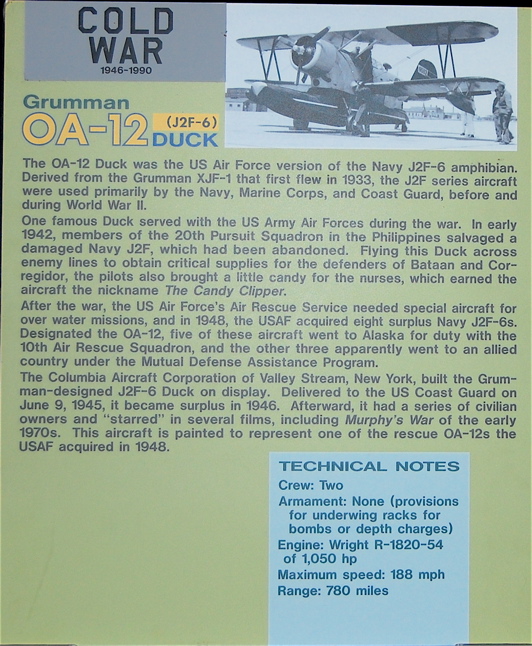 COLD
WAR
1946-1990
Grumman
OA-12 (J2F-6)
DUCK
The OA-12 Duck was the US Air Force version of the Navy J2F-6 amphibian.
Derived from the Grumman XJF-1 that first flew in 1933, the J2F series aircraft
were used primarily by the Navy, Marine Corps, and Coast Guard, before and
during World War II.
One famous Duck served with the US Army Air Forces during the war. In early
1942, members of the 20th Pursuit Squadron in the Philippines salvaged a
damaged Navy J2F, which had been abandoned. Flying this Duck across
enemy lines to obtain critical supplies for the defenders of Bataan and Cor-
regidor, the pilots also brought a little candy for the nurses, which earned the
aircraft the nickname The Candy Clipper.
After the war, the US Air Force's Air Rescue Service needed special aircraft for
over water missions, and in 1948, the USAF acquired eight surplus Navy J2F-6s.
Designated the OA-12, five of these aircraft went to Alaska for duty with the
10th Air Rescue Squadron, and the other three apparently went to an allied
country under the Mutual Defense Assistance Program.
The Columbia Aircraft Corporation of Valley Stream, New York, built the Grum-
man-designed J2F-6 Duck on display. Delivered to the US Coast Guard on
June 9, 1945, it became surplus in 1946. Afterward, it had a series of civilian
owners and "starred" in several films, including Murphy's War of the early
1970s. This aircraft is painted to represent one of the rescue OA-12s the
USAF acquired in 1948.
TECHNICAL NOTES
Crew: Two
Armament: None (provisions
for underwing racks for
bombs or depth charges)
Engine: Wright R-1820-54
of 1,050 hp
Maximum speed: 188 mph
Range: 780 miles